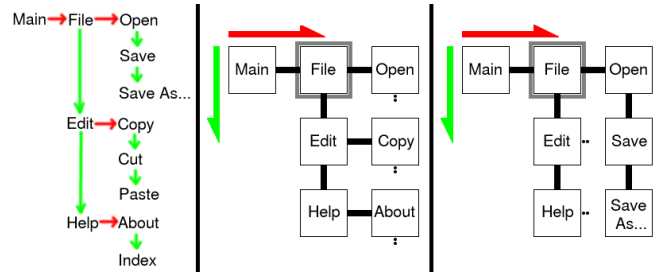 Main File Open
Save
Save As...
Edit Copy
Cut
Paste
Help About
Index
Main File Open
Edit Copy
Help About
Main File Open
Edit Save
Help Save
As...